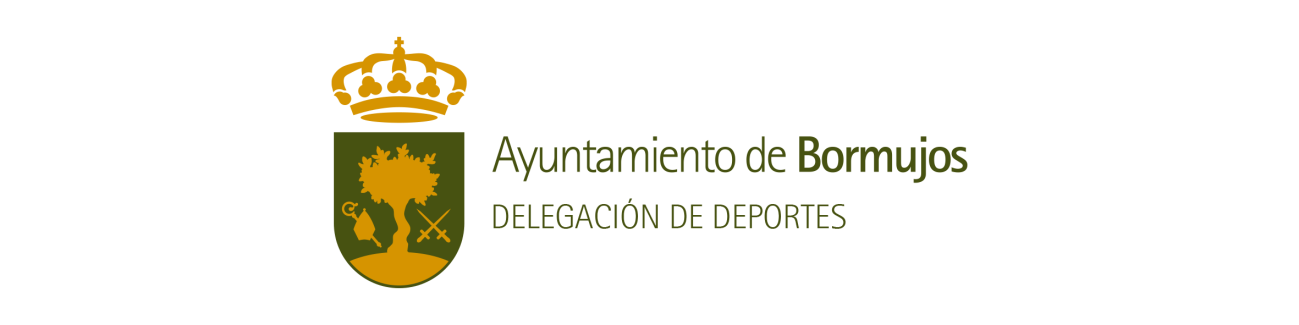 Ayuntamiento de Bormujos
DELEGACIÓN DE DEPORTES